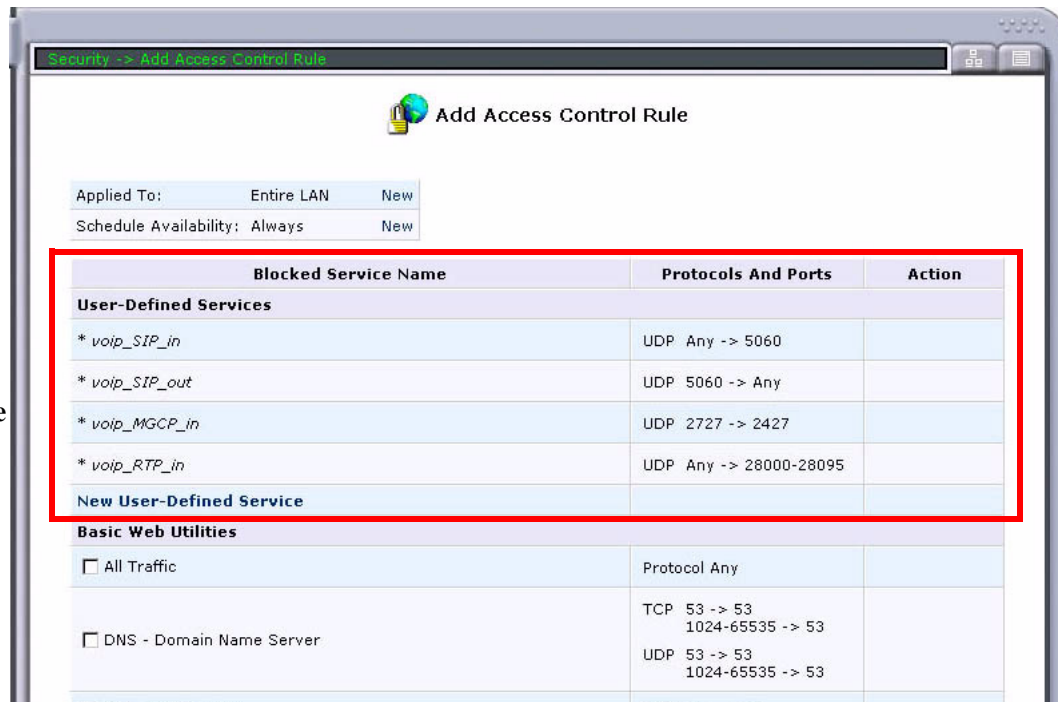 Security -> Add Access Control Rule
Add Access Control Rule
Applied To: Entire LAN New
Schedule Availability: Always New
Blocked Service Name Protocols And Ports Action
User-Defined Services
* voip_SIP_in UDP Any -> 5060
* voip_SIP_out UDP 5060 -> Any
e
* voip_MGCP_in UDP 2727 -> 2427
* voip_RTP_in UDP Any -> 28000-28095
New User-Defined Service
Basic Web Utilities
All Traffic Protocol Any
DNS - Domain Name Server TCP 53 -> 53
1024-65535 -> 53
UDP 53 -> 53
1024-65535 -> 53